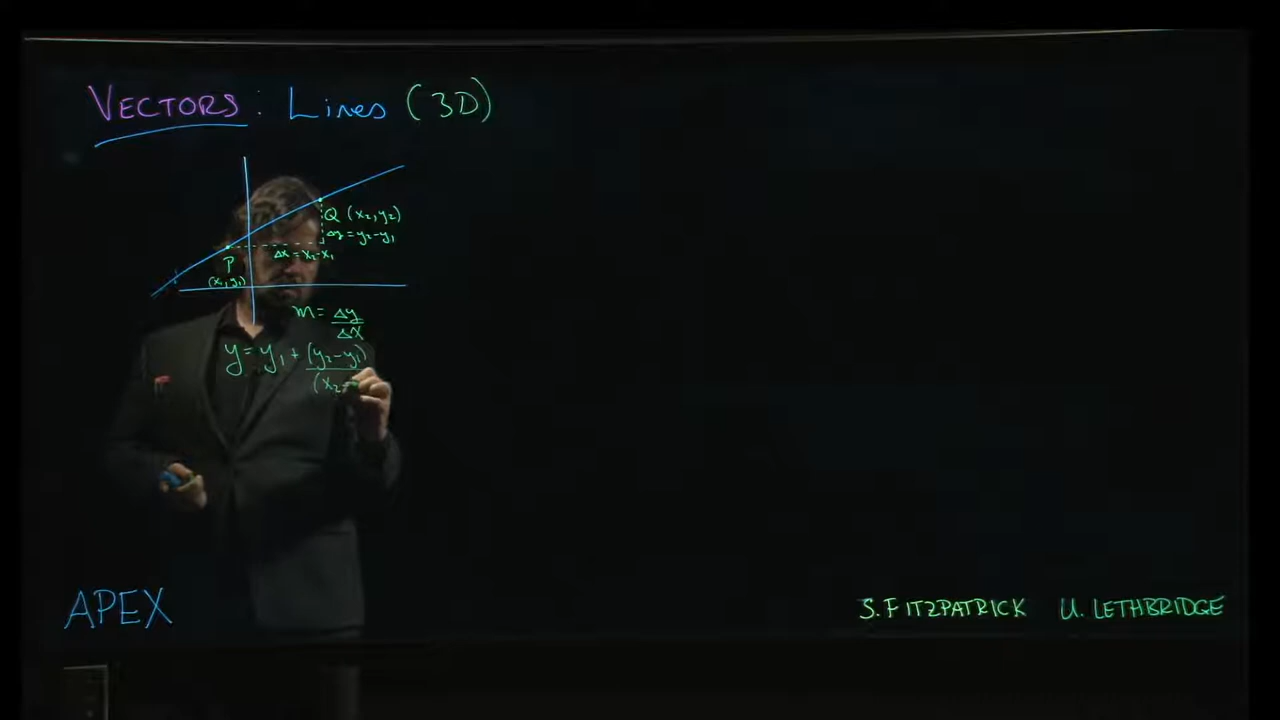 VECTORS: Lines (3D)
Q (x₂, y₂)
Δy = y₂-y₁
Δx = x₂-x₁
P
(x₁, y₁)
m = Δy/Δx
y = y₁ + (y₂-y₁)/(x₂-
APEX
S. FITZPATRICK U. LETHBRIDGE